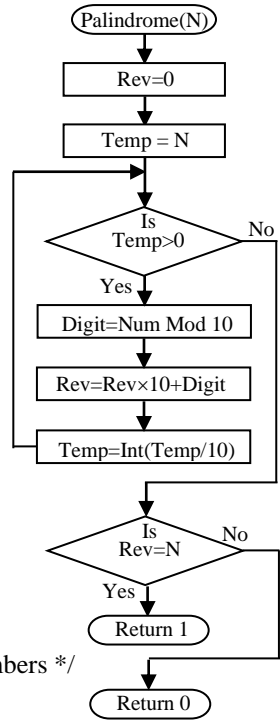 Palindrome(N)
Rev=0
Temp = N
Is
Temp>0
No
Yes
Digit=Num Mod 10
Rev=Rev×10+Digit
Temp=Int(Temp/10)
Is
Rev=N
No
Yes
Return 1
*/
Return 0